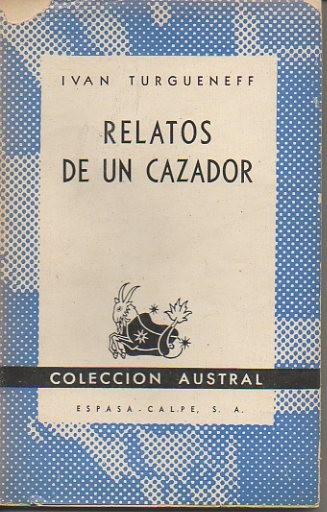 IVAN TURGUENEFF
RELATOS
DE UN CAZADOR
COLECCION AUSTRAL
ESPASA-CALPE, S. A.